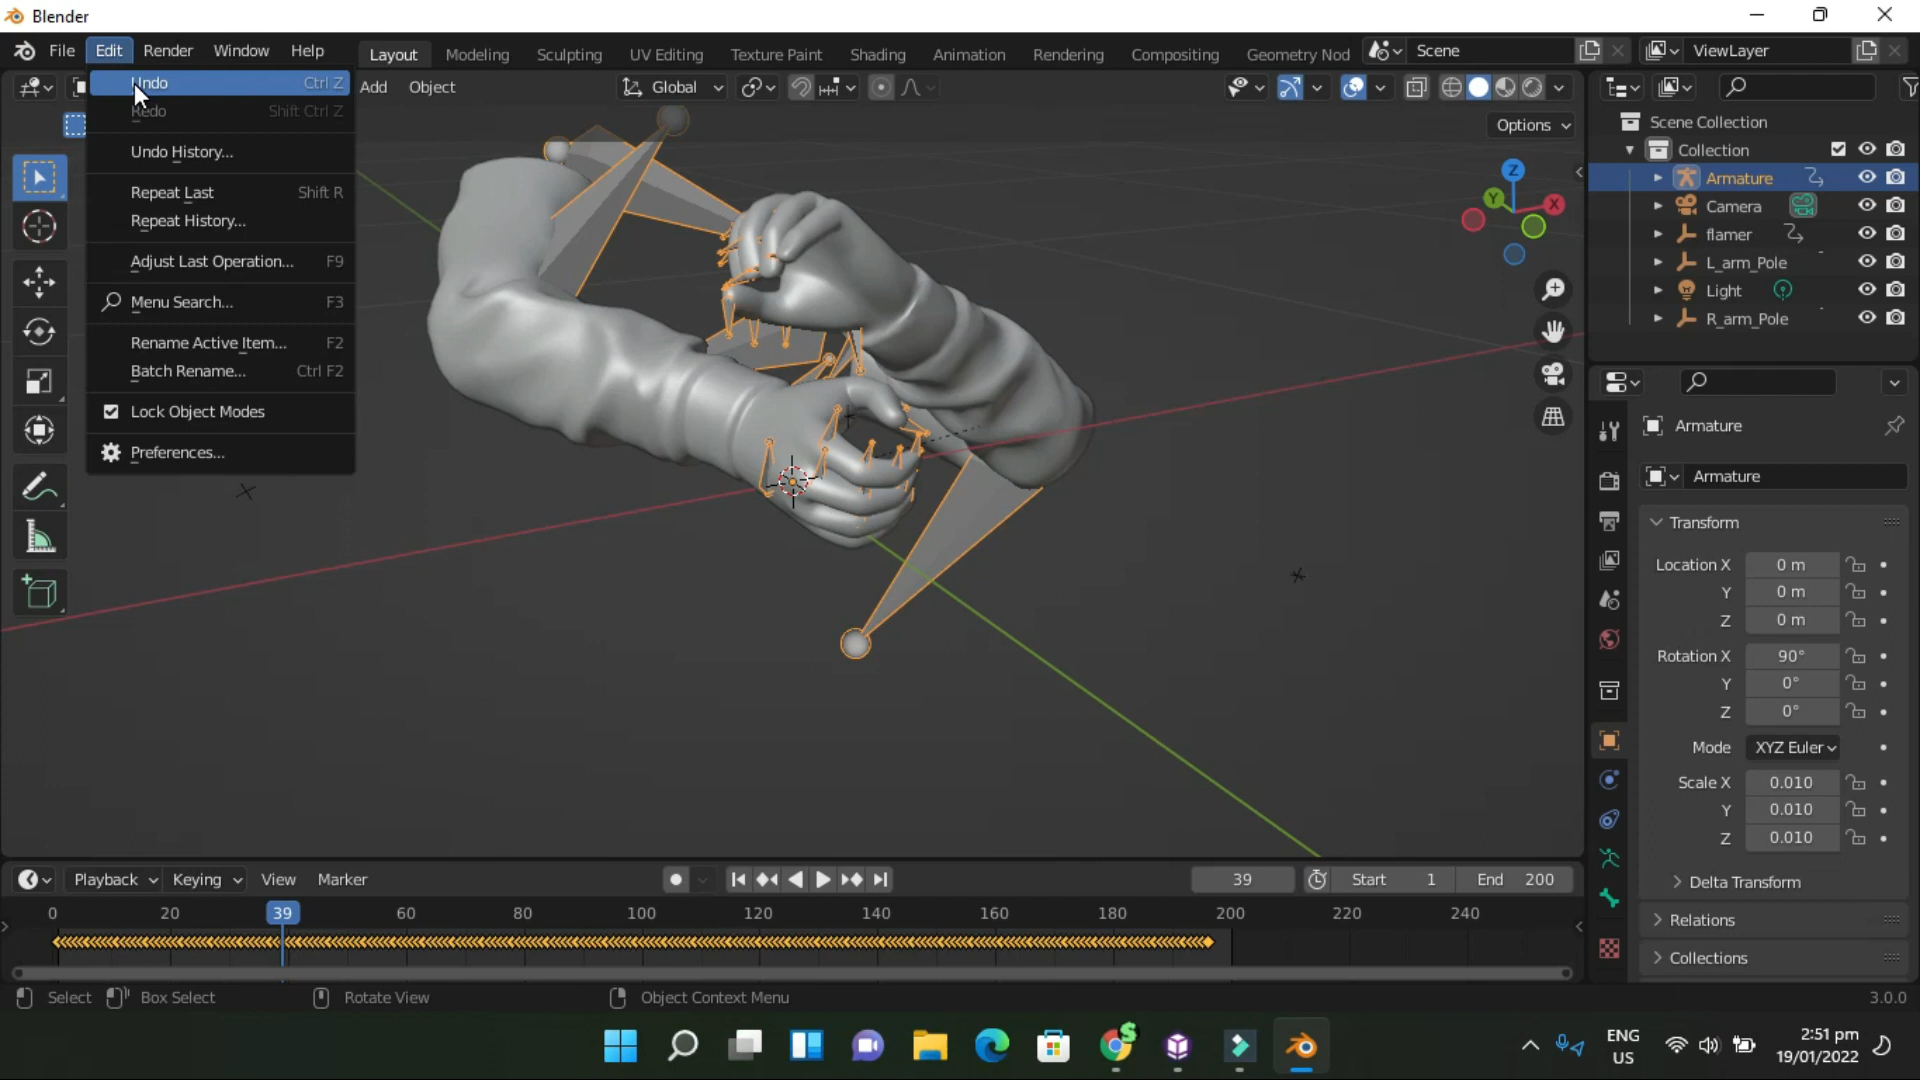 Blender
File Edit Render Window Help
Layout Modeling Sculpting UV Editing Texture Paint Shading Animation Rendering Compositing Geometry Nod
Scene
ViewLayer
Add Object
Global
Options
Undo Ctrl Z
Redo Shift Ctrl Z
Undo History...
Repeat Last Shift R
Repeat History...
Adjust Last Operation... F9
Menu Search... F3
Rename Active Item... F2
Batch Rename... Ctrl F2
Lock Object Modes
Preferences...
Z
Y
X
Scene Collection
Collection
Armature
Camera
flamer
L_arm_Pole
Light
R_arm_Pole
Armature
Armature
Transform
Location X 0 m
Y 0 m
Z 0 m
Rotation X 90°
Y 0°
Z 0°
Mode XYZ Euler
Scale X 0.010
Y 0.010
Z 0.010
Delta Transform
Relations
Collections
Playback Keying View Marker
39
Start 1
End 200
0 20 39 60 80 100 120 140 160 180 200 220 240
Select Box Select Rotate View Object Context Menu
3.0.0
ENG
US
2:51 pm
19/01/2022